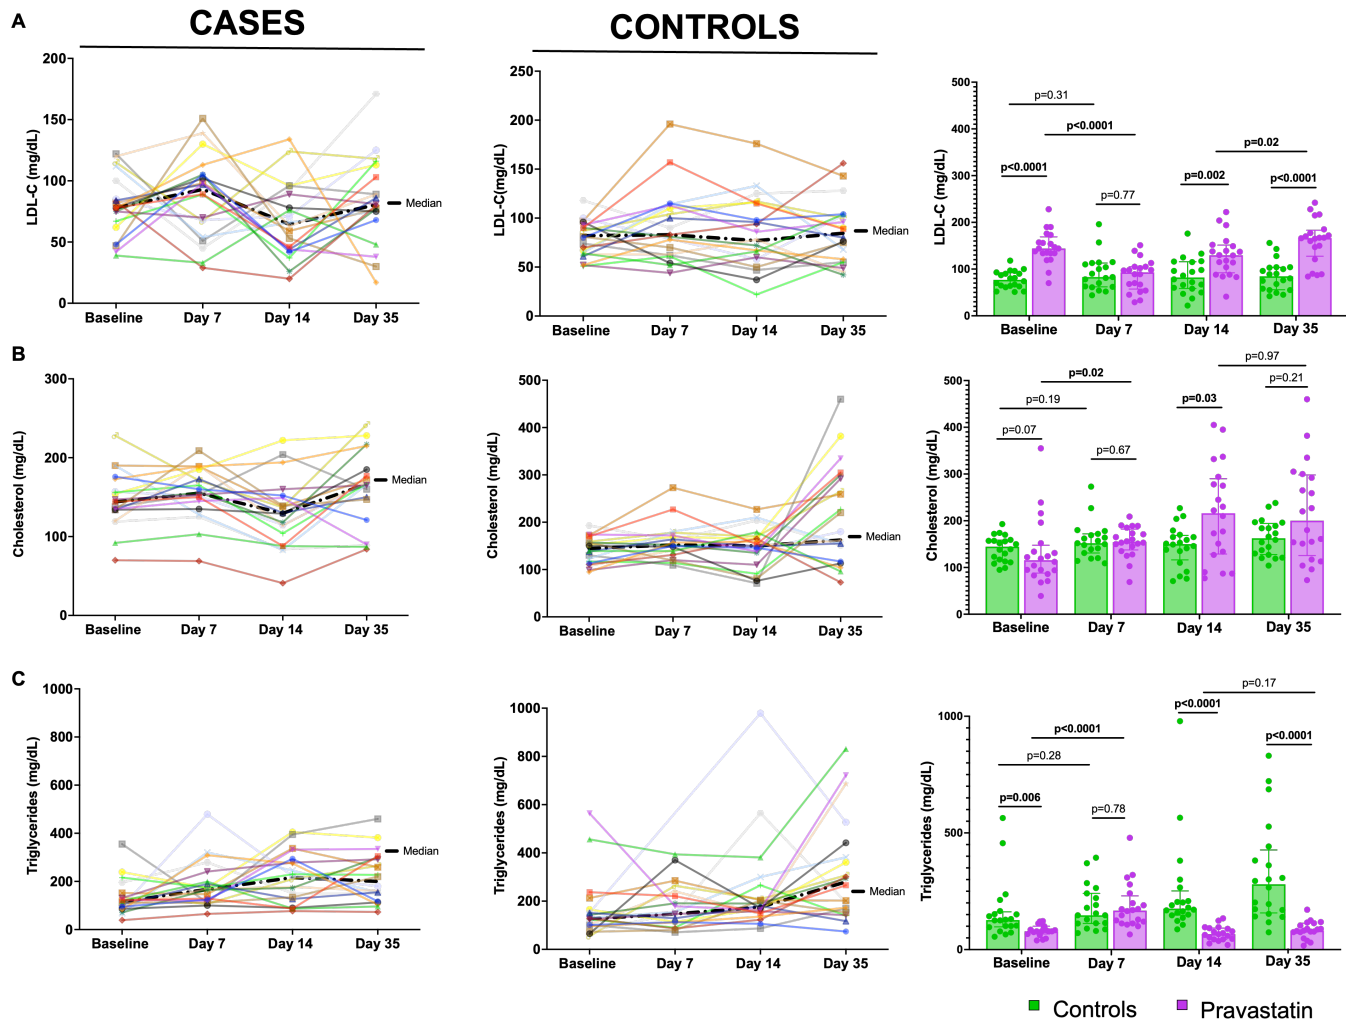 A
CASES
CONTROLS
LDL-C (mg/dL)
200
150
100
50
0
Baseline
Day 7
Day 14
Day 35
Median
LDL-C(mg/dL)
250
200
150
100
50
0
Baseline
Day 7
Day 14
Day 35
Median
LDL-C (mg/dL)
500
400
300
200
100
0
p=0.31
p<0.0001
p=0.02
p<0.0001
p=0.77
p=0.002
p<0.0001
Baseline
Day 7
Day 14
Day 35
B
Cholesterol (mg/dL)
300
200
100
0
Baseline
Day 7
Day 14
Day 35
Median
Cholesterol (mg/dL)
500
400
300
200
100
0
Baseline
Day 7
Day 14
Day 35
Median
Cholesterol (mg/dL)
500
400
300
200
100
0
p=0.97
p=0.02
p=0.21
p=0.19
p=0.03
p=0.07
p=0.67
Baseline
Day 7
Day 14
Day 35
C
Triglycerides (mg/dL)
1000
800
600
400
200
0
Baseline
Day 7
Day 14
Day 35
Median
Triglycerides (mg/dL)
1000
800
600
400
200
0
Baseline
Day 7
Day 14
Day 35
Median
Triglycerides (mg/dL)
1000
500
0
p=0.17
p<0.0001
p<0.0001
p<0.0001
p=0.28
p=0.006
p=0.78
Baseline
Day 7
Day 14
Day 35
Controls
Pravastatin